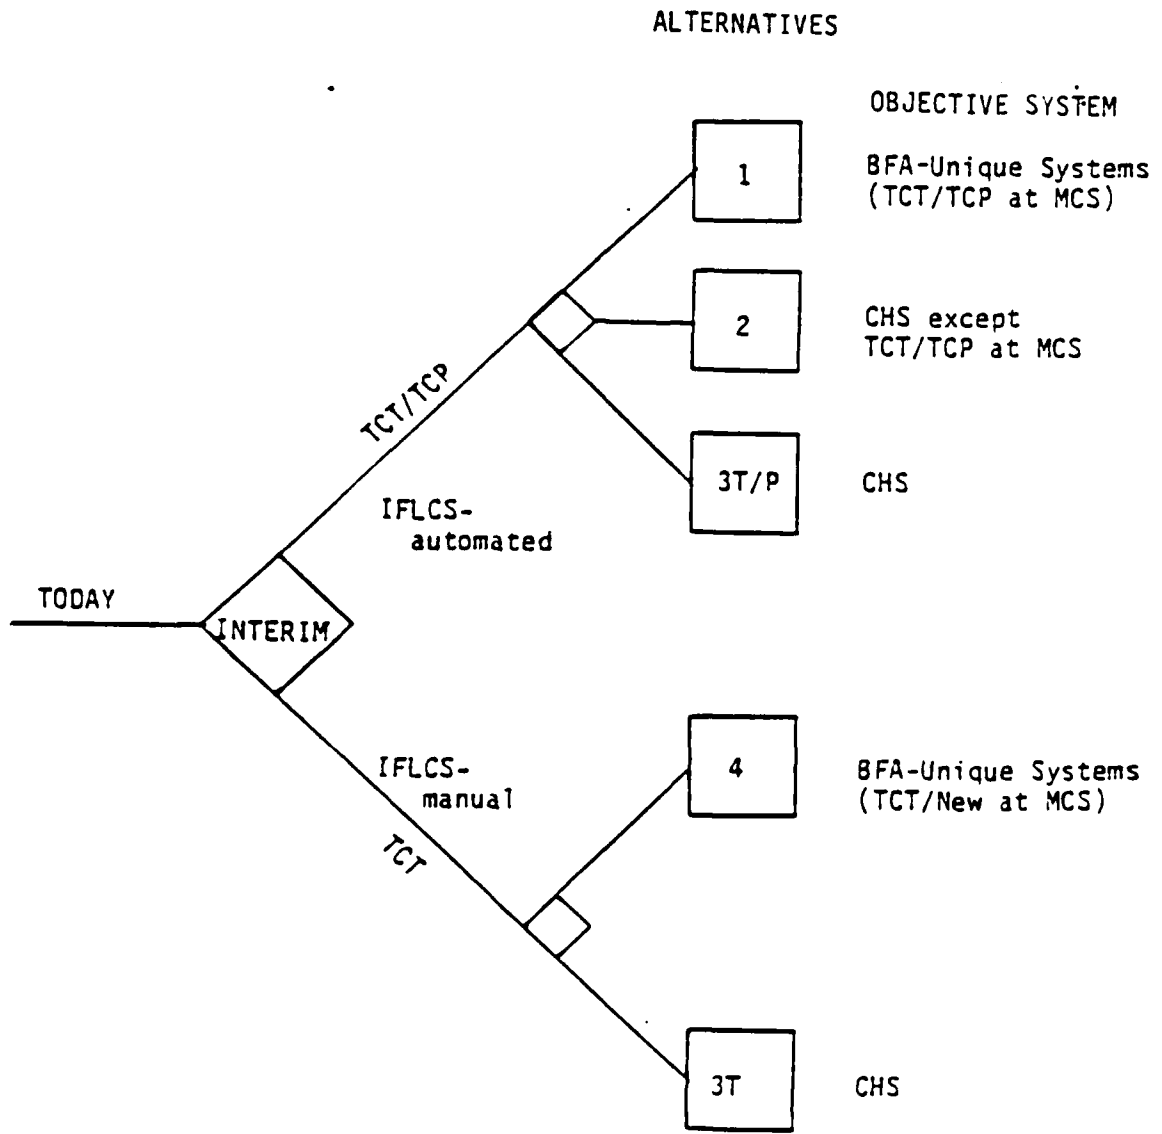 ALTERNATIVES
OBJECTIVE SYSTEM
1
BFA-Unique Systems
(TCT/TCP at MCS)
2
CHS except
TCT/TCP at MCS
TCT/TCP
3T/P
CHS
IFLCS-
automated
TODAY
INTERIM
IFLCS-
manual
TCT
4
BFA-Unique Systems
(TCT/New at MCS)
3T
CHS